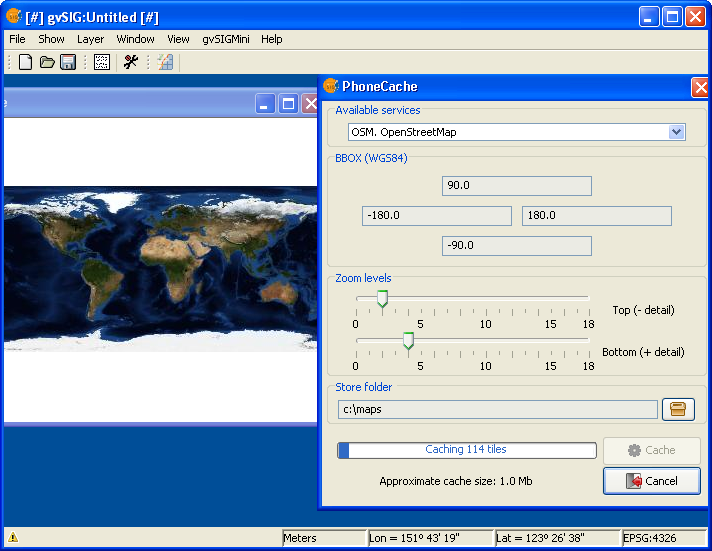 [#] gvSIG:Untitled [#]
File Show Layer Window View gvSIGMini Help
e
PhoneCache
Available services
OSM. OpenStreetMap
BBOX (WGS84)
90.0
-180.0 180.0
-90.0
Zoom levels
0 5 10 15 18
Top (- detail)
0 5 10 15 18
Bottom (+ detail)
Store folder
c:\maps
Caching 114 tiles
Cache
Approximate cache size: 1.0 Mb
Cancel
Meters Lon = 151º 43' 19" Lat = 123º 26' 38" EPSG:4326